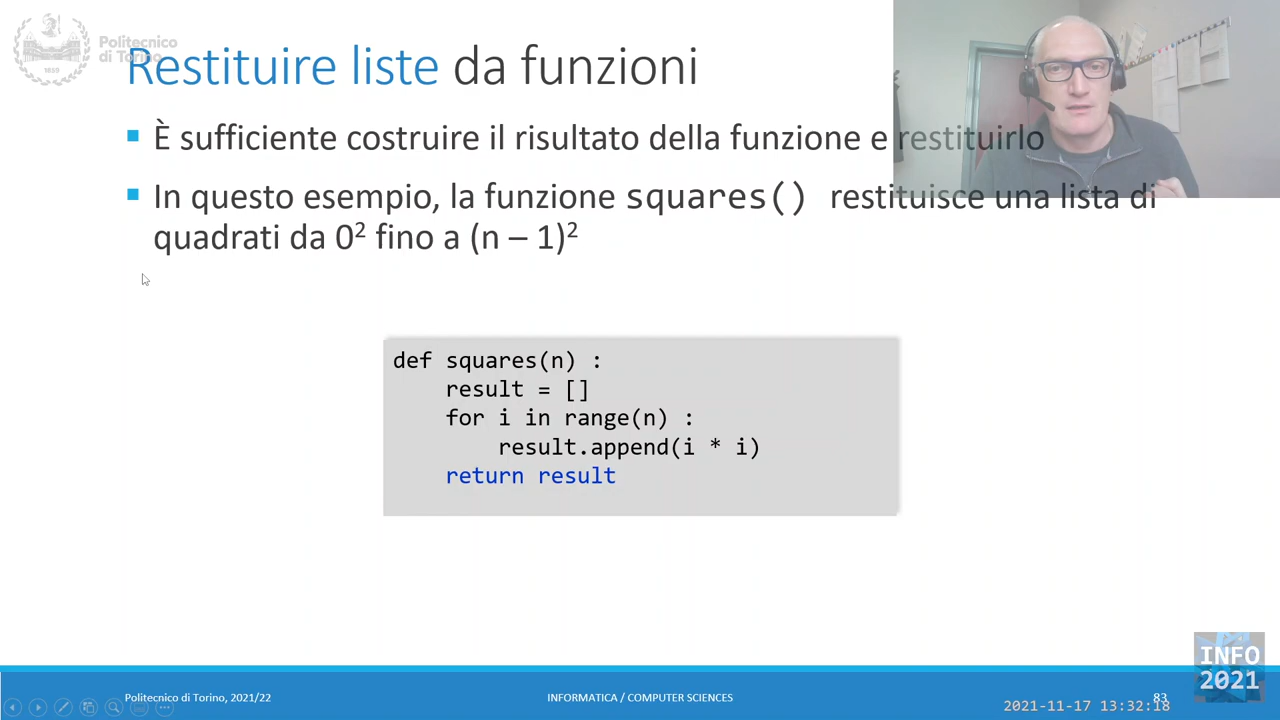 Politecnico
di Torino
1859
Restituire liste da funzioni
È sufficiente costruire il risultato della funzione e restituirlo
In questo esempio, la funzione squares() restituisce una lista di
quadrati da 0² fino a (n – 1)²
def squares(n) :
    result = []
    for i in range(n) :
        result.append(i * i)
    return result
INFO
2021
Politecnico di Torino, 2021/22
INFORMATICA / COMPUTER SCIENCES
83
2021-11-17 13:32:18